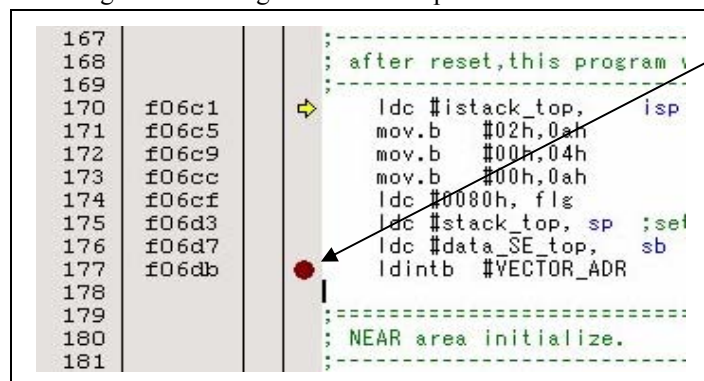 167 ;-----------------------------
168 ; after reset,this program
169 ;-----------------------------
170 f06c1 ldc #istack_top, isp
171 f06c5 mov.b #02h,0ah
172 f06c9 mov.b #00h,04h
173 f06cc mov.b #00h,0ah
174 f06cf ldc #0080h, flg
175 f06d3 ldc #stack_top, sp ;set
176 f06d7 ldc #data_SE_top, sb
177 f06db ldintb #VECTOR_ADR
178
179 ;=============================
180 ; NEAR area initialize.
181 ;-----------------------------